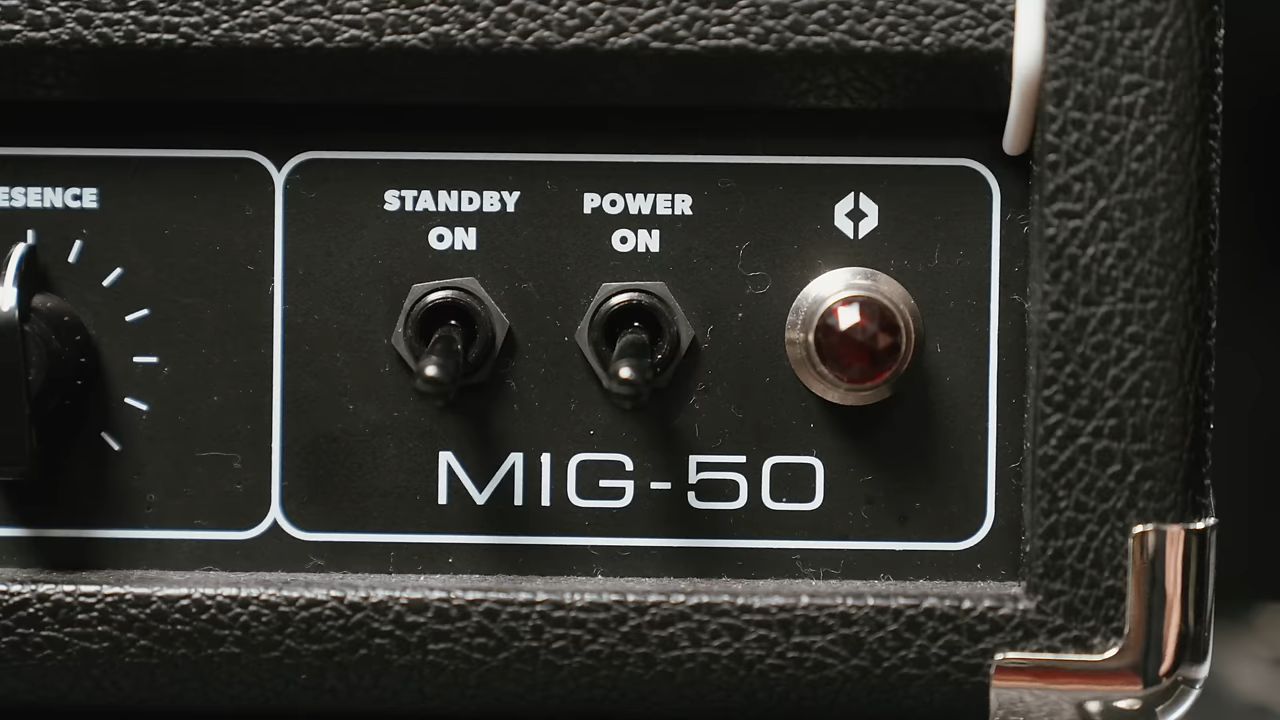 ESENCE
STANDBY
ON
POWER
ON
MIG-50